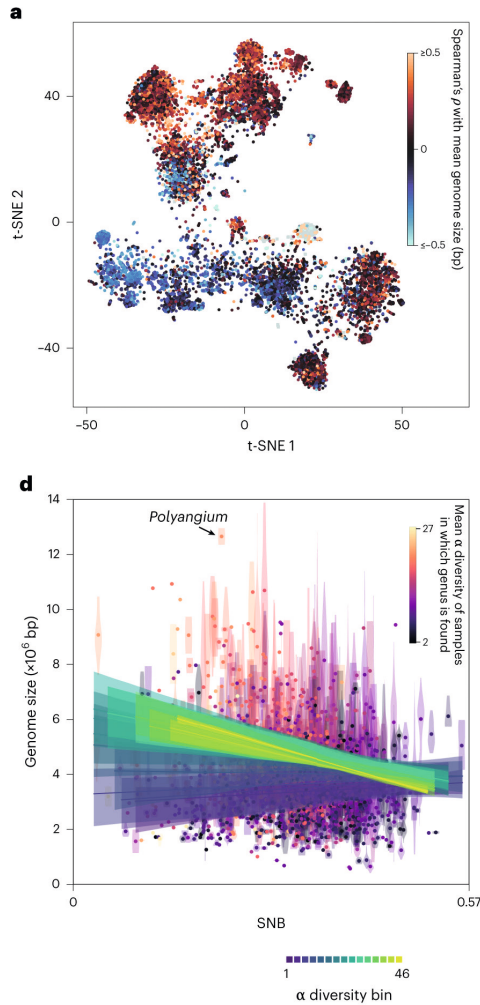 a
Spearman's ρ with mean genome size (bp)
≥0.5
0
≤-0.5
t-SNE 2
40
0
−40
−50
0
50
t-SNE 1
d
14
12
10
8
6
4
2
0
Genome size (×10⁶ bp)
Polyangium
Mean α diversity of samples
in which genus is found
27
2
0
0.57
SNB
1
46
α diversity bin